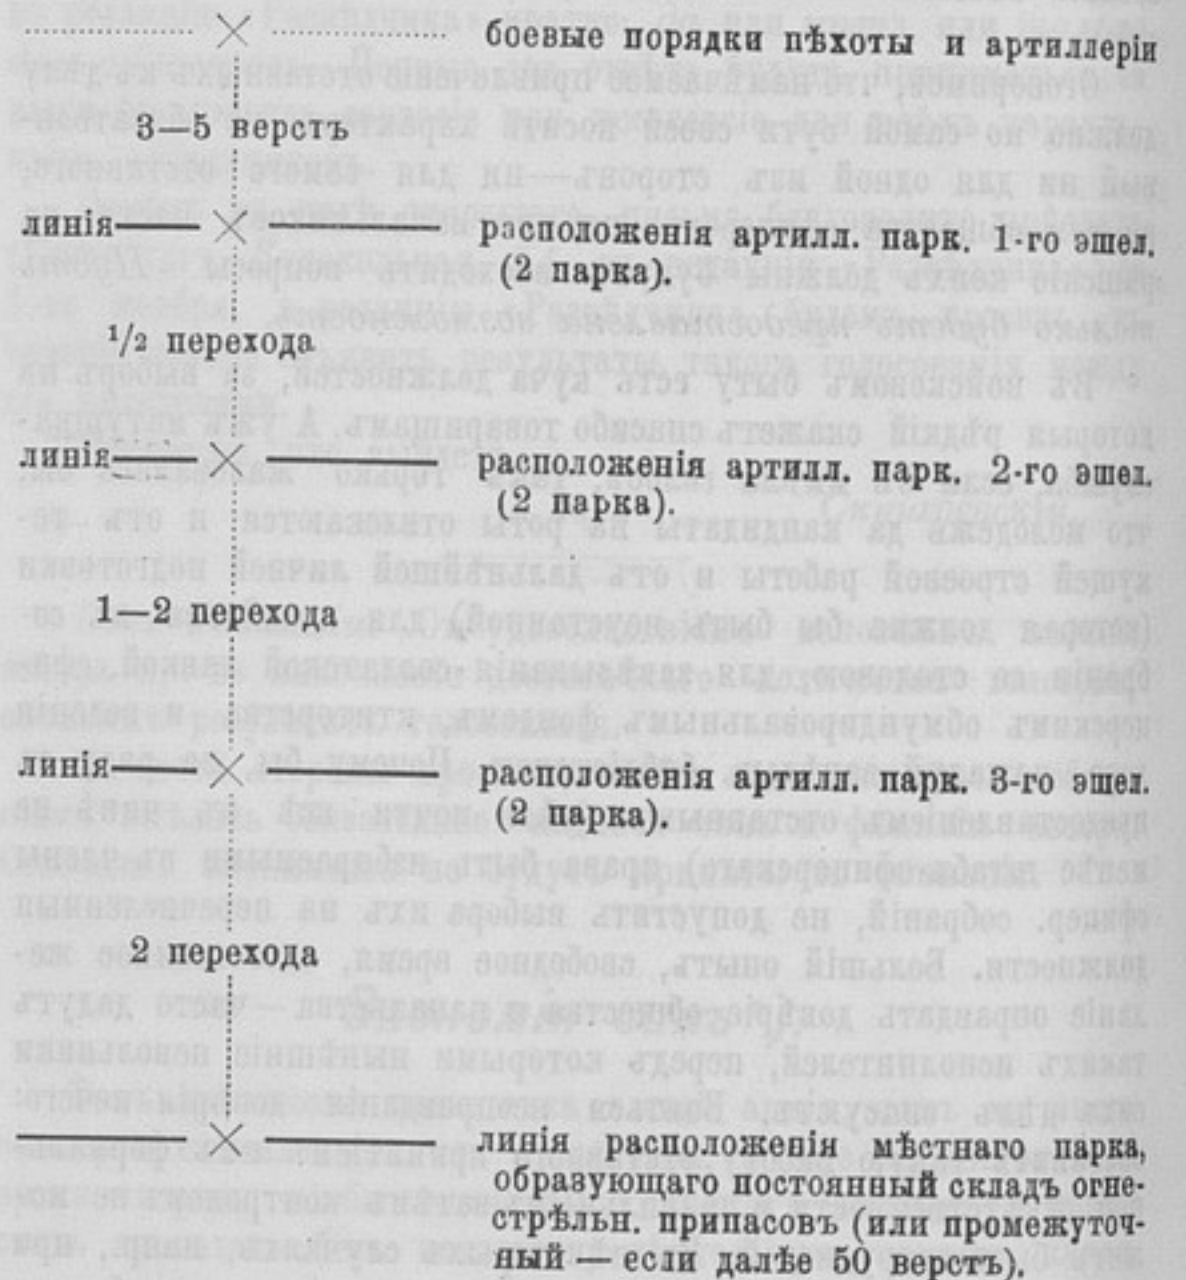 боевые порядки пѣхоты и артиллеріи
3—5 верстъ
линія расположенія артилл. парк. 1-го эшел.
(2 парка).
1/2 перехода
линія расположенія артилл. парк. 2-го эшел.
(2 парка).
1—2 перехода
линія расположенія артилл. парк. 3-го эшел.
(2 парка).
2 перехода
линія расположенія мѣстнаго парка,
образующаго постоянный складъ огне-
стрѣльн. припасовъ (или промежуточ-
ный — если далѣе 50 верстъ).